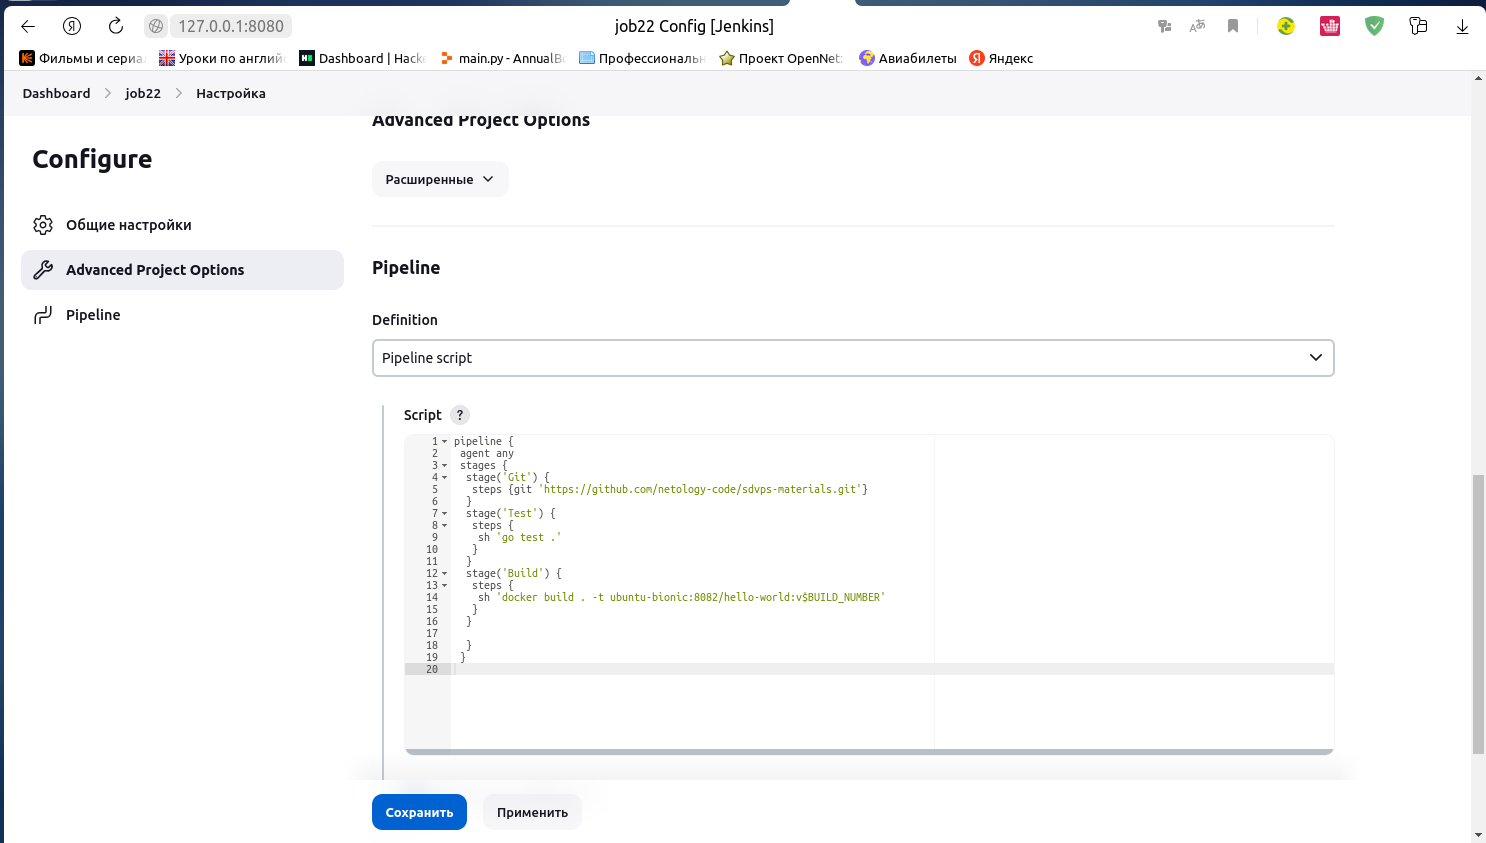 127.0.0.1:8080
job22 Config [Jenkins]
Фильмы и сериа
Уроки по англий
Dashboard | Hacke
main.py - AnnualB
Профессиональн
Проект OpenNet:
Авиабилеты
Яндекс
Dashboard > job22 > Настройка
Configure
Общие настройки
Advanced Project Options
Pipeline
Advanced Project Options
Расширенные
Pipeline
Definition
Pipeline script
Script ?
1 pipeline {
2 agent any
3 stages {
4 stage('Git') {
5 steps {git 'https://github.com/netology-code/sdvps-materials.git'}
6 }
7 stage('Test') {
8 steps {
9 sh 'go test .'
10 }
11 }
12 stage('Build') {
13 steps {
14 sh 'docker build . -t ubuntu-bionic:8082/hello-world:v$BUILD_NUMBER'
15 }
16 }
17
18 }
19 }
20
Сохранить
Применить